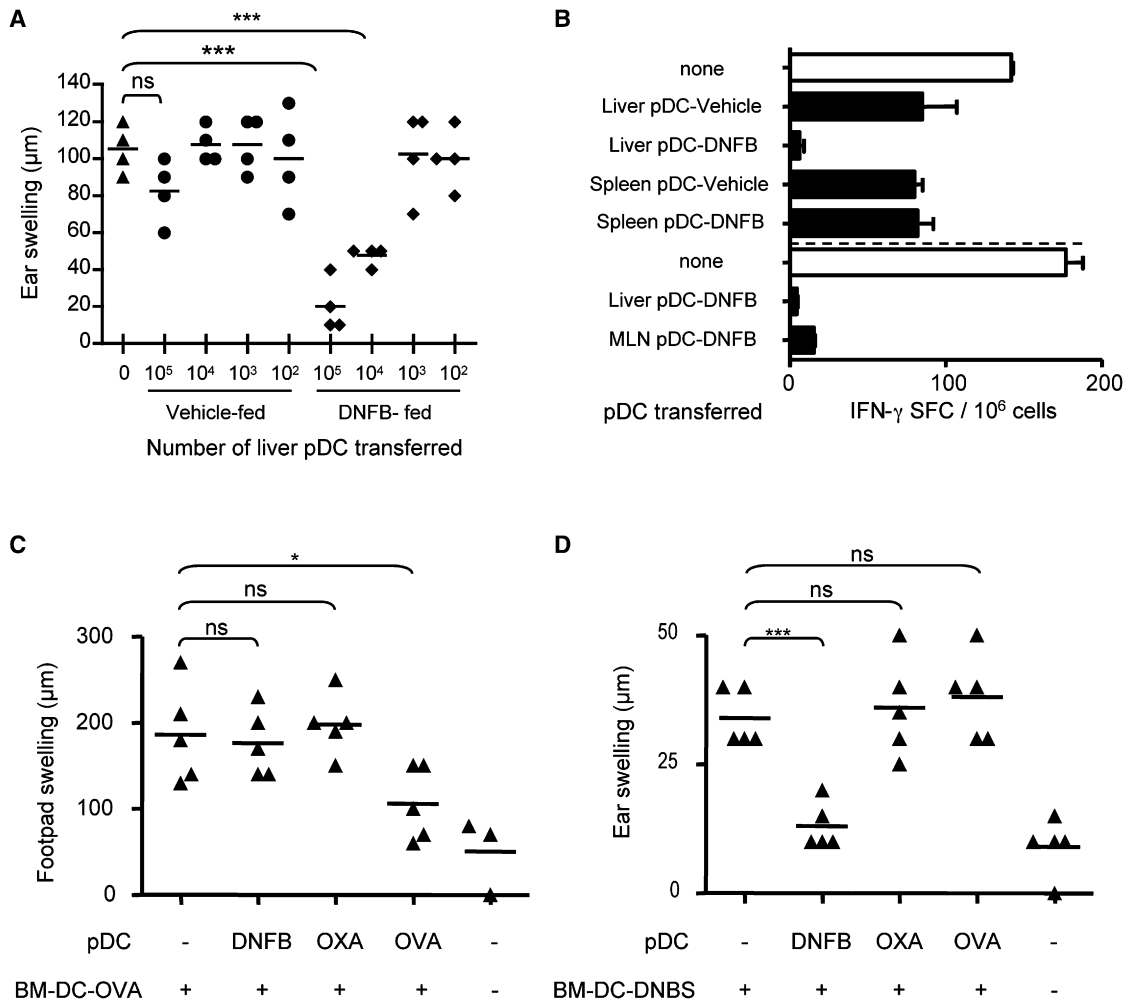 A
***
***
ns
140
120
100
80
60
40
20
0
Ear swelling (µm)
0 10⁵ 10⁴ 10³ 10² 10⁵ 10⁴ 10³ 10²
Vehicle-fed DNFB- fed
Number of liver pDC transferred
B
none
Liver pDC-Vehicle
Liver pDC-DNFB
Spleen pDC-Vehicle
Spleen pDC-DNFB
none
Liver pDC-DNFB
MLN pDC-DNFB
0 100 200
pDC transferred IFN-γ SFC / 10⁶ cells
C
*
ns
ns
300
200
100
0
Footpad swelling (µm)
pDC - DNFB OXA OVA -
BM-DC-OVA + + + + -
D
ns
ns
***
50
25
0
Ear swelling (µm)
pDC - DNFB OXA OVA -
BM-DC-DNBS + + + + -